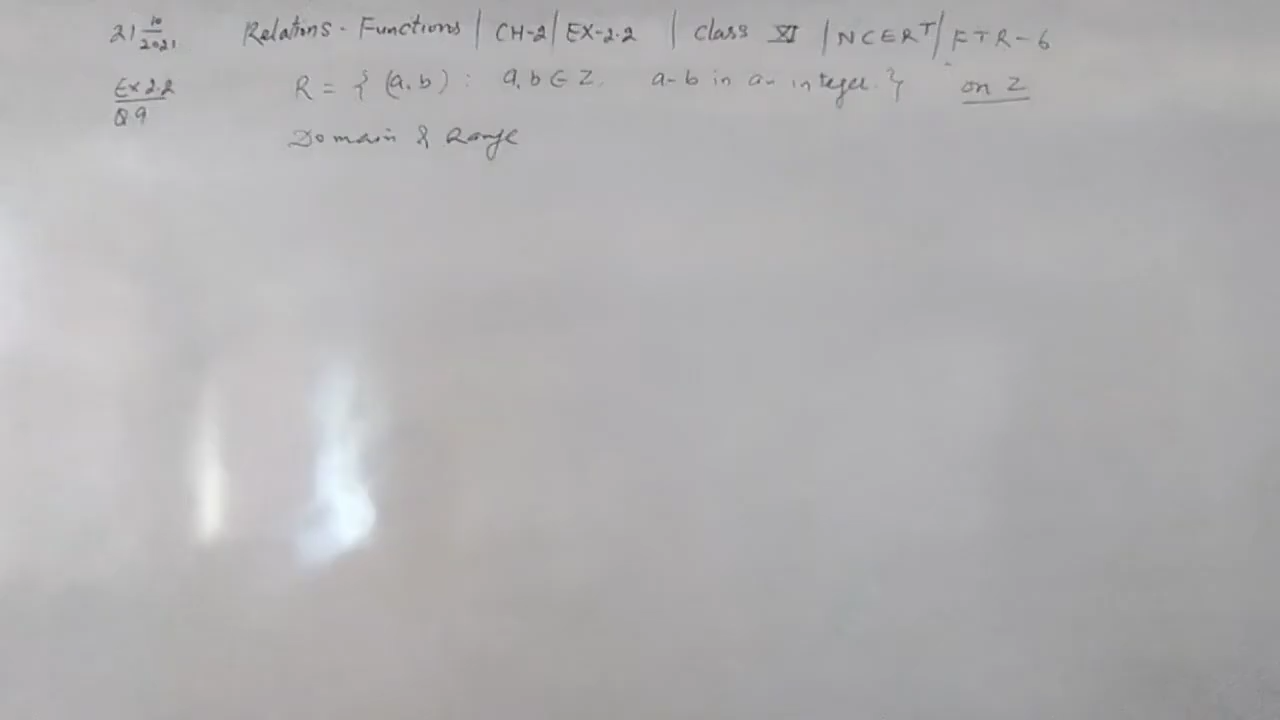 21 10/2021 Relations - Functions | CH-2 | EX-2.2 | Class XI | NCERT | FTR-6
Ex 2.2 R = { (a, b) : a, b ∈ Z. a-b in an integer. } on Z
Q 9
Domain & Range